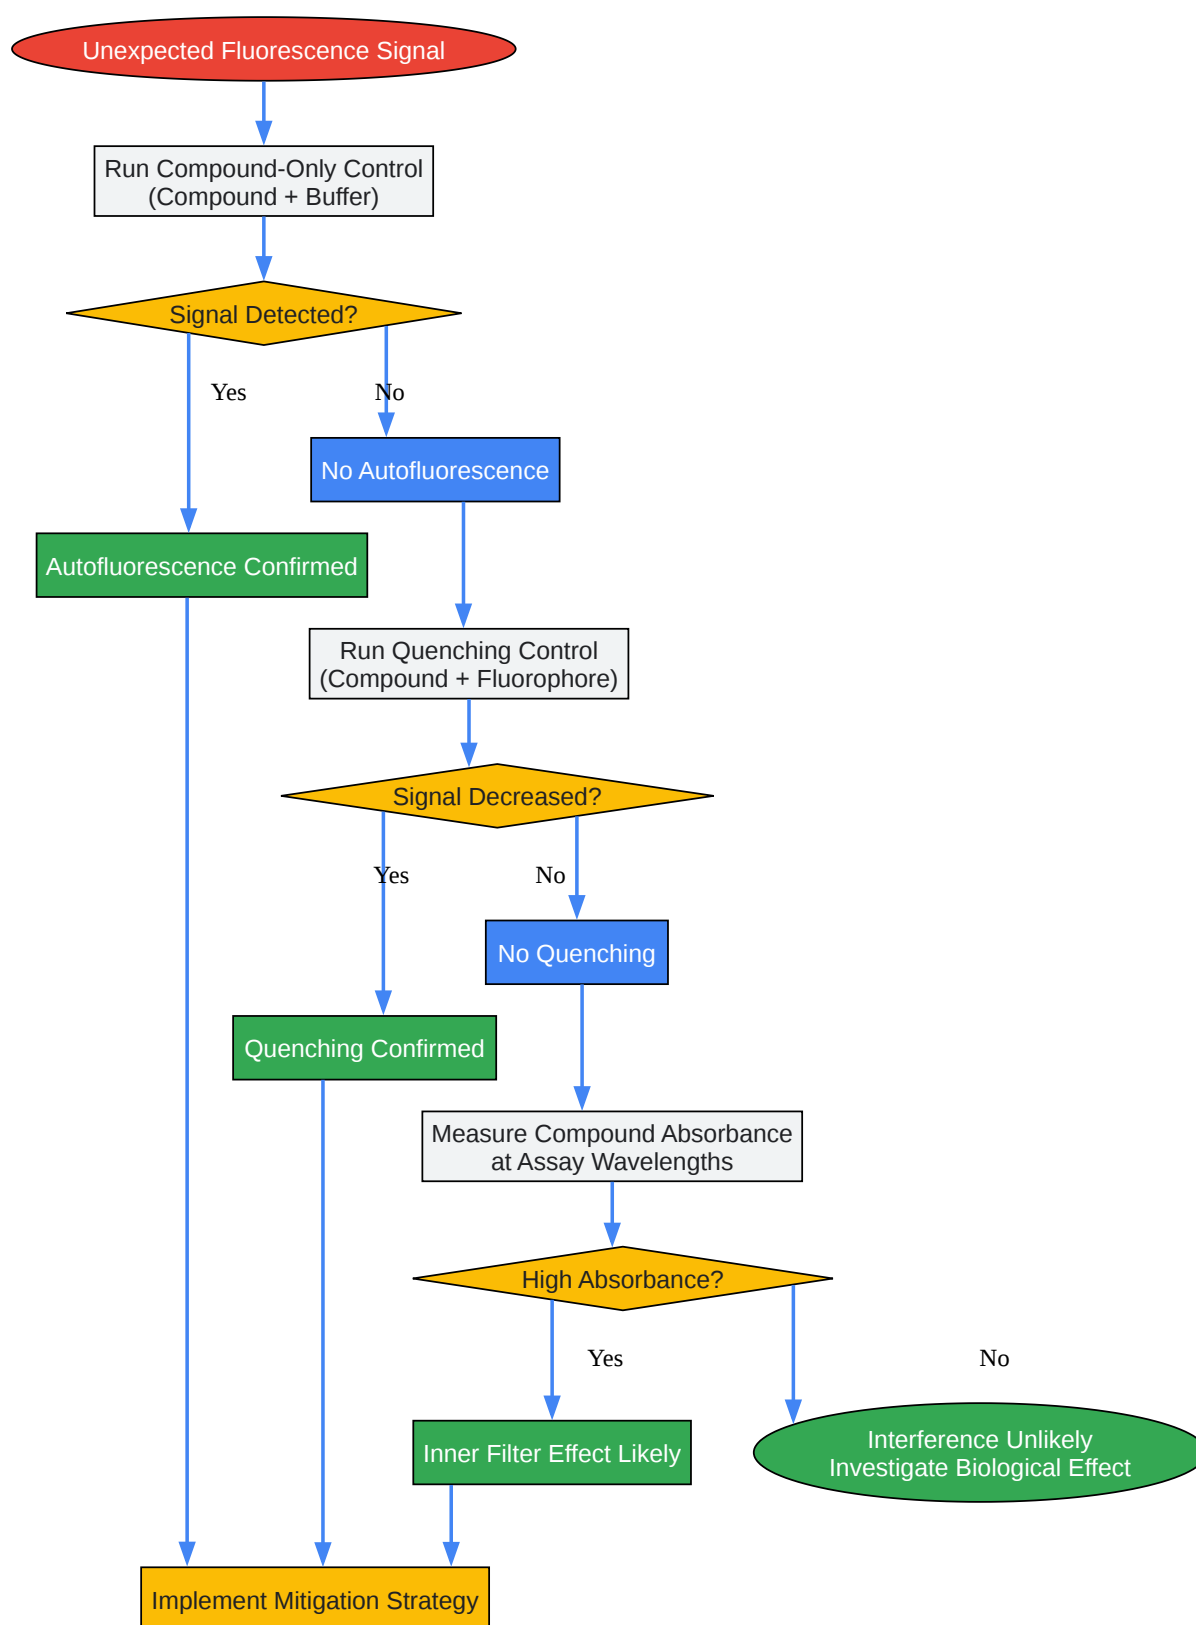 Unexpected Fluorescence Signal
Run Compound-Only Control
(Compound + Buffer)
Signal Detected?
Yes
No
No Autofluorescence
Autofluorescence Confirmed
Run Quenching Control
(Compound + Fluorophore)
Signal Decreased?
Yes
No
No Quenching
Quenching Confirmed
Measure Compound Absorbance
at Assay Wavelengths
High Absorbance?
Yes
No
Inner Filter Effect Likely
Interference Unlikely
Investigate Biological Effect
Implement Mitigation Strategy